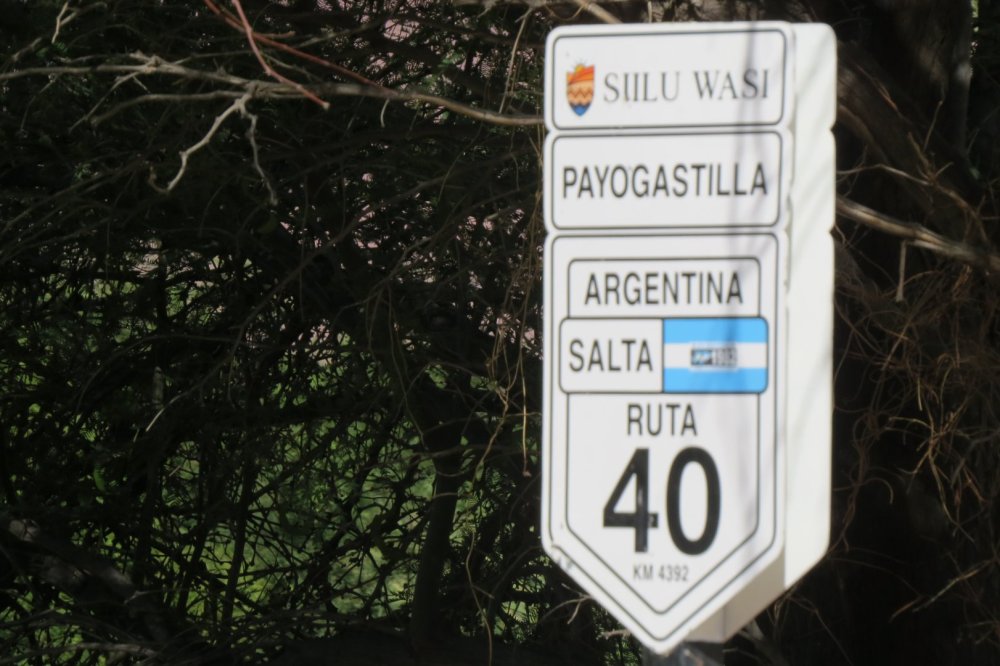 SIILU WASI
PAYOGASTILLA
ARGENTINA
SALTA
RUTA
40
KM 4392